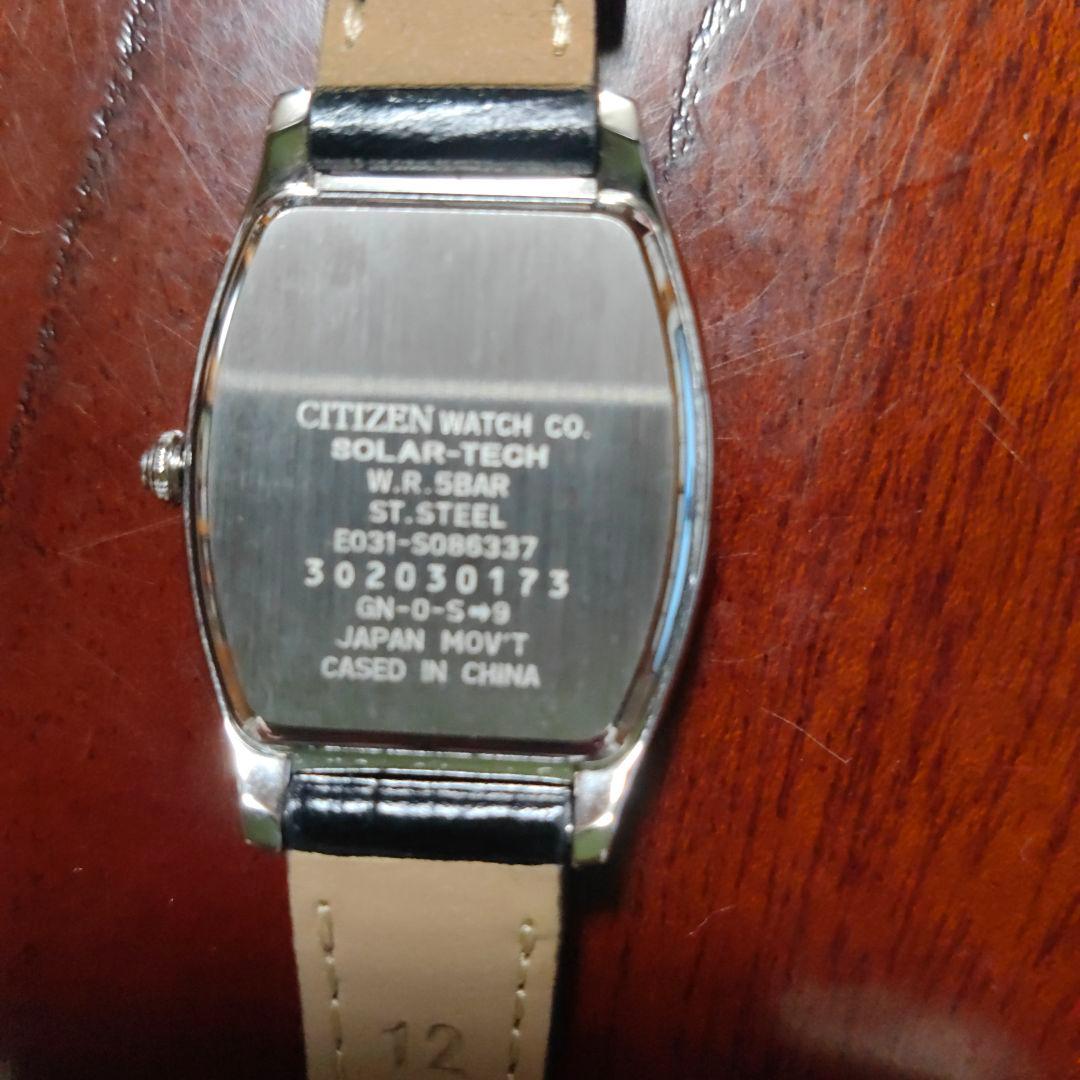 CITIZEN WATCH CO.
SOLAR-TECH
W.R.5BAR
ST.STEEL
E031-S086337
302030173
GN-0-S➡9
JAPAN MOV'T
CASED IN CHINA
12